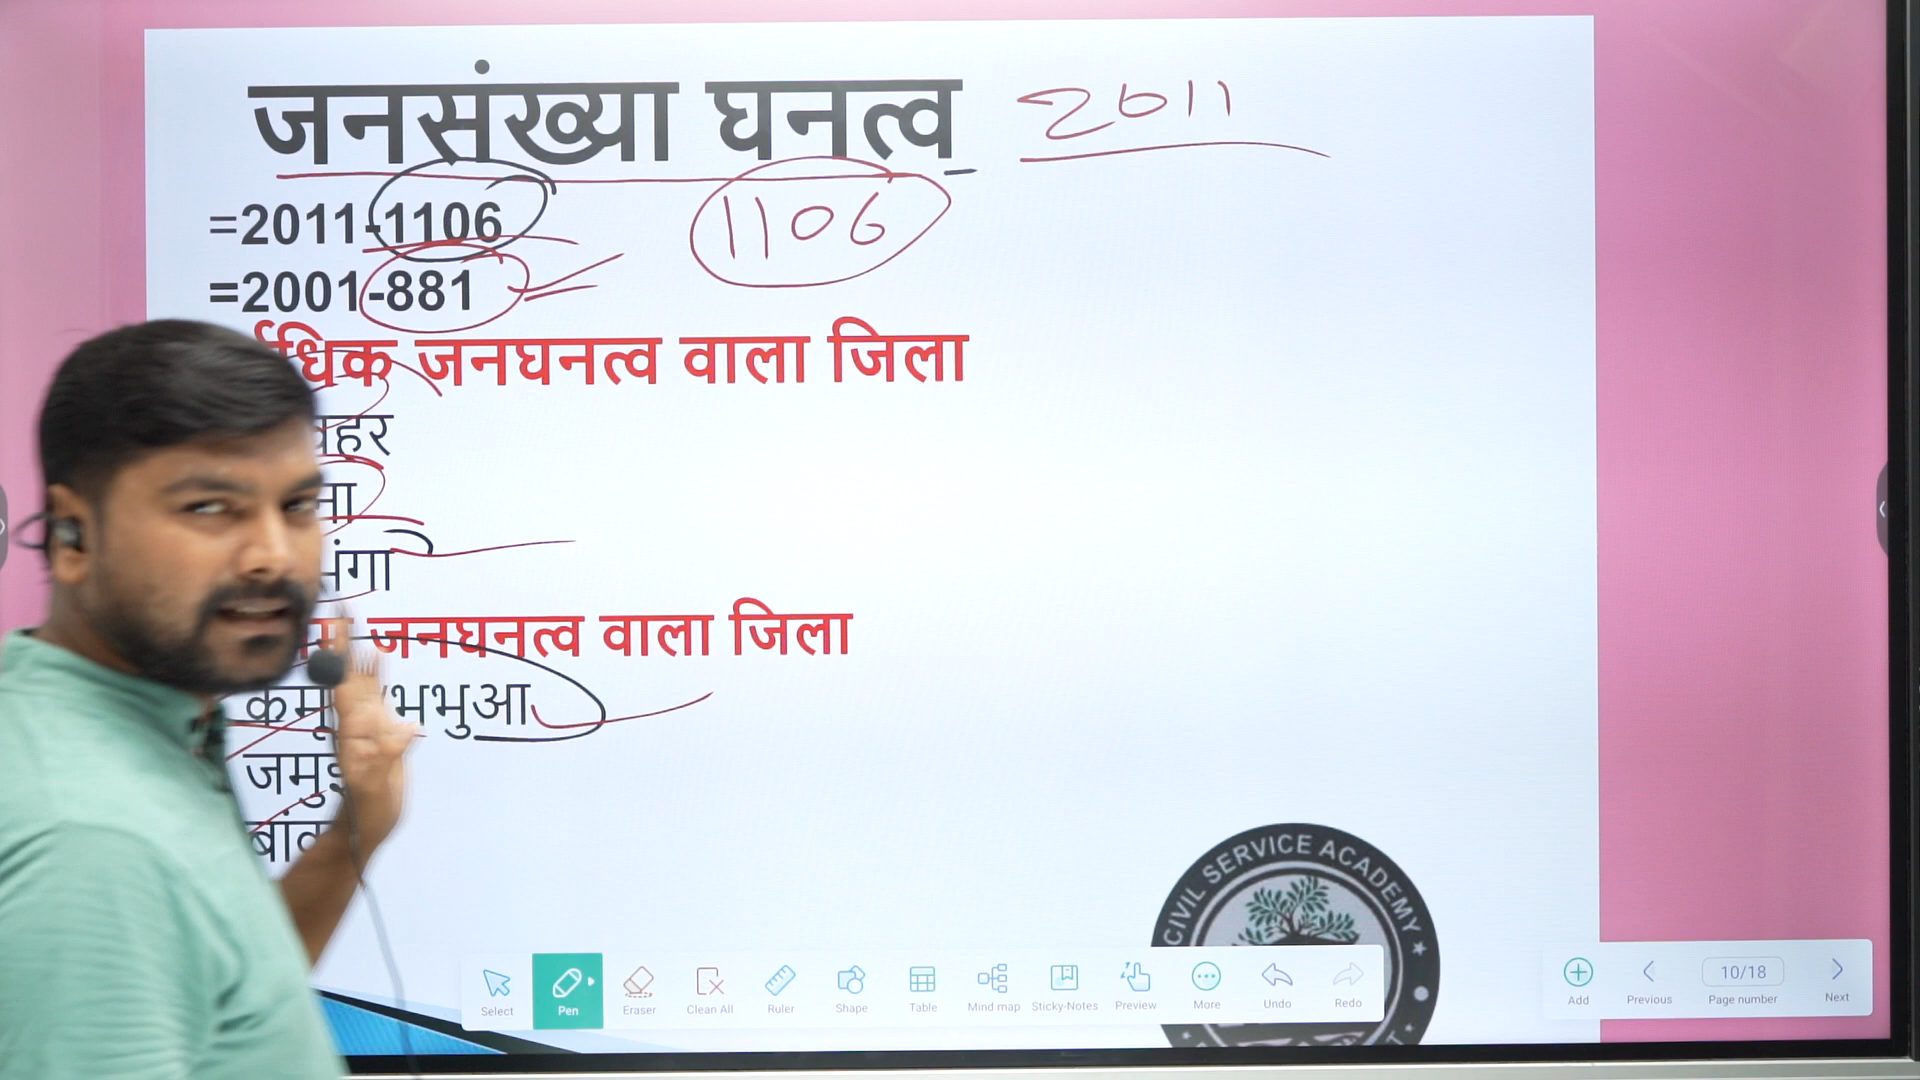 जनसंख्या घनत्व 2011
=2011-1106 1106
=2001-881
जनघनत्व वाला जिला
जनघनत्व वाला जिला
भभुआ
CIVIL SERVICE ACADEMY
Select Pen Eraser Clean All Ruler Shape Table Mind map Sticky-Notes Preview More Undo Redo
Add Previous 10/18 Page number Next